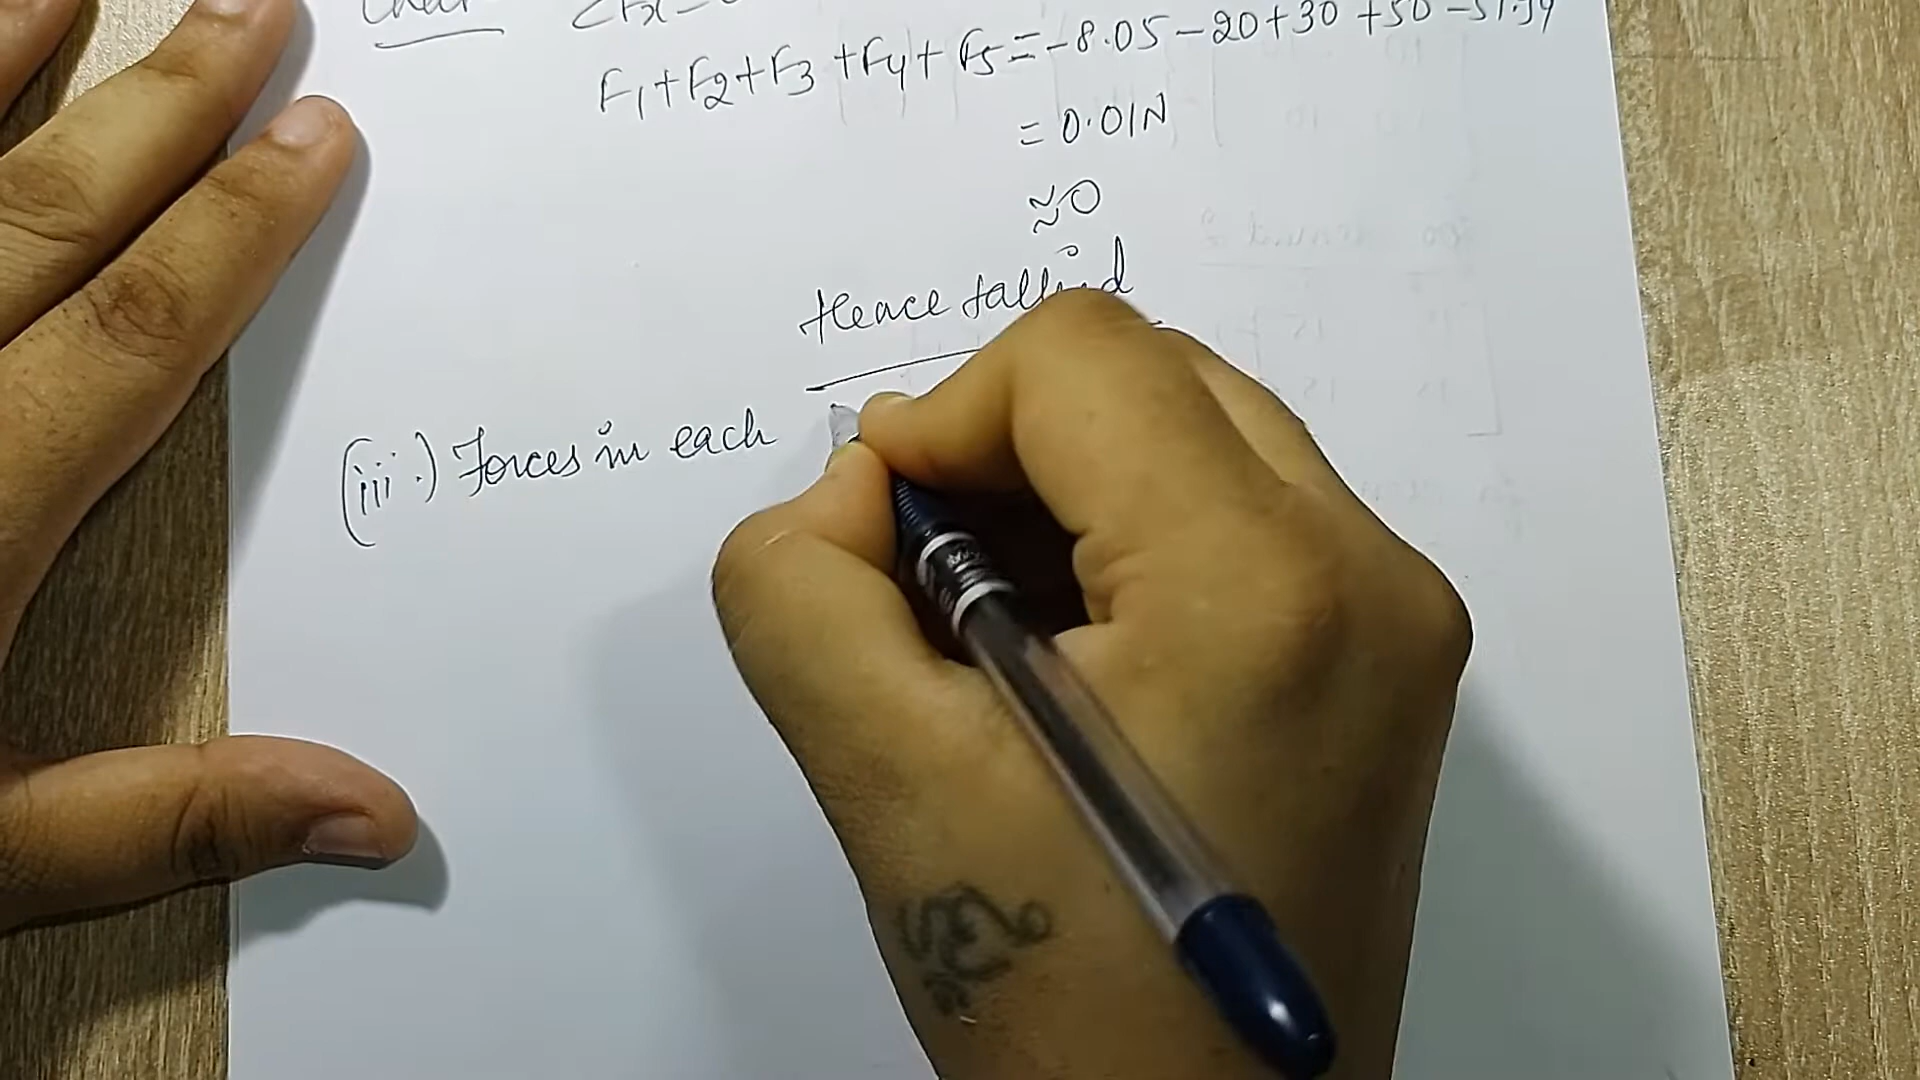 F1+F2+F3+F4+F5=-8.05-20+30+50-51.94
=0.01N
≈0
Hence tallied
(iii.) Forces in each